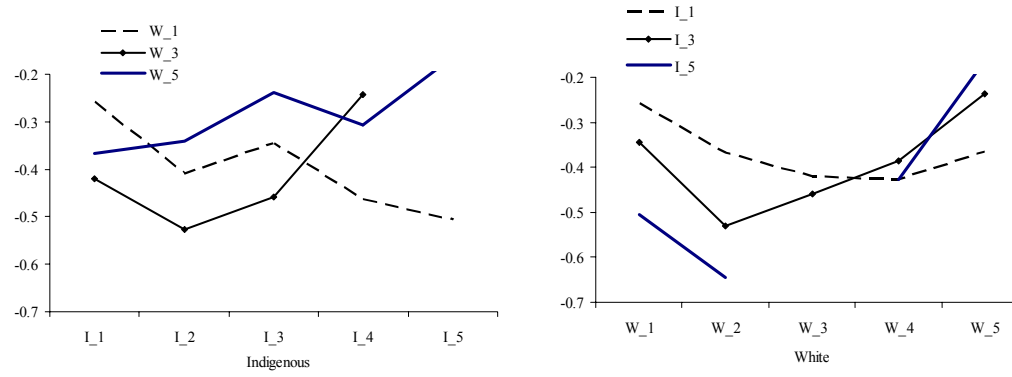 W_1
W_3
W_5
-0.2
-0.3
-0.4
-0.5
-0.6
-0.7
I_1 I_2 I_3 I_4 I_5
Indigenous
I_1
I_3
I_5
-0.2
-0.3
-0.4
-0.5
-0.6
-0.7
W_1 W_2 W_3 W_4 W_5
White